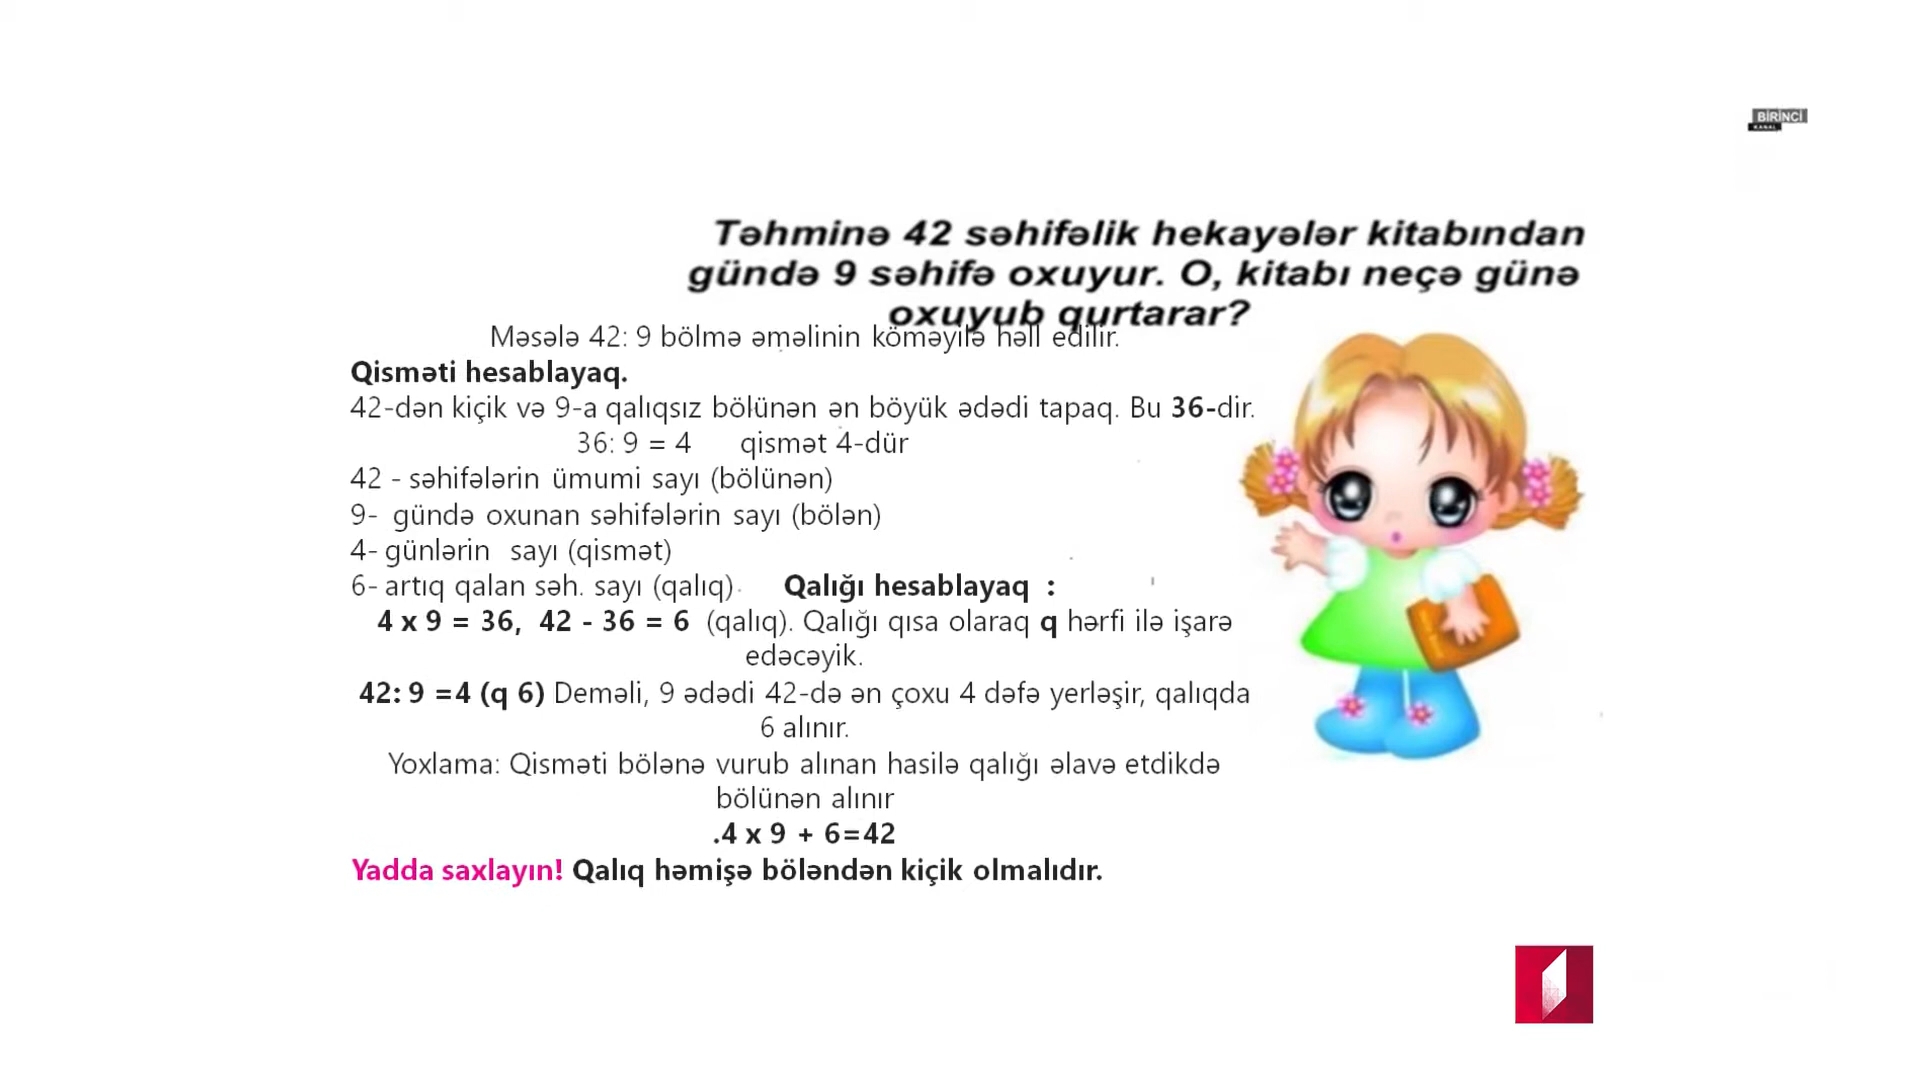 BİRİNCİ
KANAL
Təhminə 42 səhifəlik hekayələr kitabından
gündə 9 səhifə oxuyur. O, kitabı neçə günə
oxuyub qurtarar?
Məsələ 42: 9 bölmə əməlinin köməyilə həll edilir.
Qisməti hesablayaq.
42-dən kiçik və 9-a qalıqsız bölünən ən böyük ədədi tapaq. Bu 36-dir.
36: 9 = 4 qismət 4-dür
42 - səhifələrin ümumi sayı (bölünən)
9- gündə oxunan səhifələrin sayı (bölən)
4- günlərin sayı (qismət)
6- artıq qalan səh. sayı (qalıq) Qalığı hesablayaq :
4 x 9 = 36, 42 - 36 = 6 (qalıq). Qalığı qısa olaraq q hərfi ilə işarə
edəcəyik.
42: 9 =4 (q 6) Deməli, 9 ədədi 42-də ən çoxu 4 dəfə yerləşir, qalıqda
6 alınır.
Yoxlama: Qisməti bölənə vurub alınan hasilə qalığı əlavə etdikdə
bölünən alınır
.4 x 9 + 6=42
Yadda saxlayın! Qalıq həmişə böləndən kiçik olmalıdır.